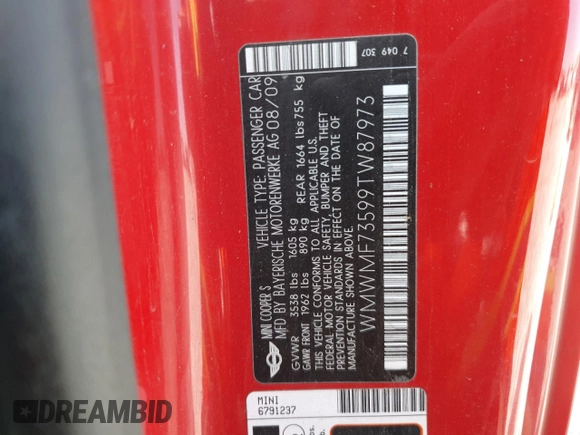 MINI COOPER S
VEHICLE TYPE: PASSENGER CAR
MFD BY BAYERISCHE MOTORENWERKE AG 08/09
GVWR 3538 lbs 1605 kg
GAWR FRONT 1962 lbs 890 kg REAR 1664 lbs 755 kg
THIS VEHICLE CONFORMS TO ALL APPLICABLE U.S.
FEDERAL MOTOR VEHICLE SAFETY, BUMPER AND THEFT
PREVENTION STANDARDS IN EFFECT ON THE DATE OF
MANUFACTURE SHOWN ABOVE.
WMWMF73599TW87973
7 049 307
MINI
6791237
lbs.
DREAMBID